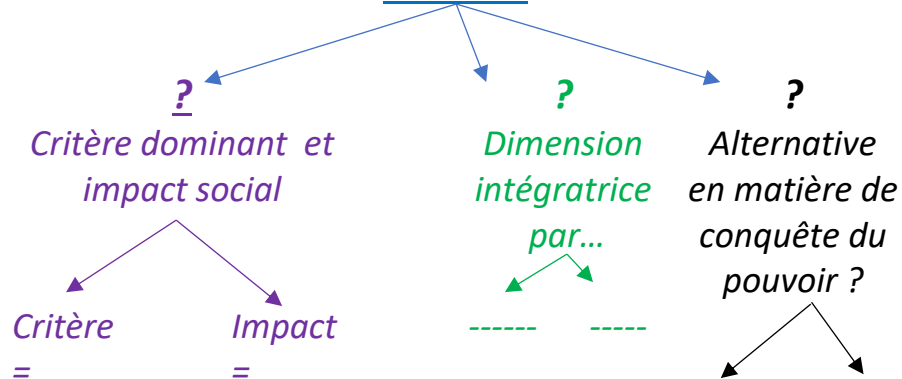 ?
Critère dominant et
impact social
Critère
=
Impact
=
?
Dimension
intégratrice
par...
------ -----
?
Alternative
en matière de
conquête du
pouvoir ?